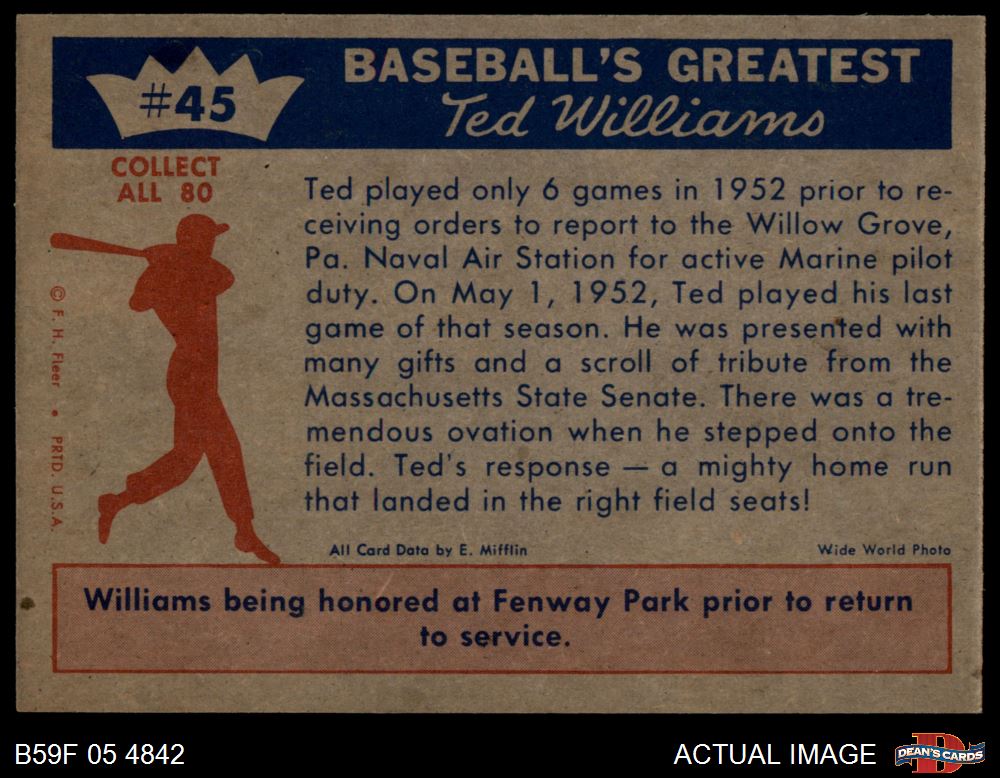 #45
BASEBALL'S GREATEST
Ted Williams
COLLECT
ALL 80
Ted played only 6 games in 1952 prior to re-
ceiving orders to report to the Willow Grove,
Pa. Naval Air Station for active Marine pilot
duty. On May 1, 1952, Ted played his last
game of that season. He was presented with
many gifts and a scroll of tribute from the
Massachusetts State Senate. There was a tre-
mendous ovation when he stepped onto the
field. Ted's response — a mighty home run
that landed in the right field seats!
© F. H. Fleer • PRTD. U.S.A.
All Card Data by E. Mifflin
Wide World Photo
Williams being honored at Fenway Park prior to return
to service.
B59F 05 4842
ACTUAL IMAGE
D
DEAN'S CARDS